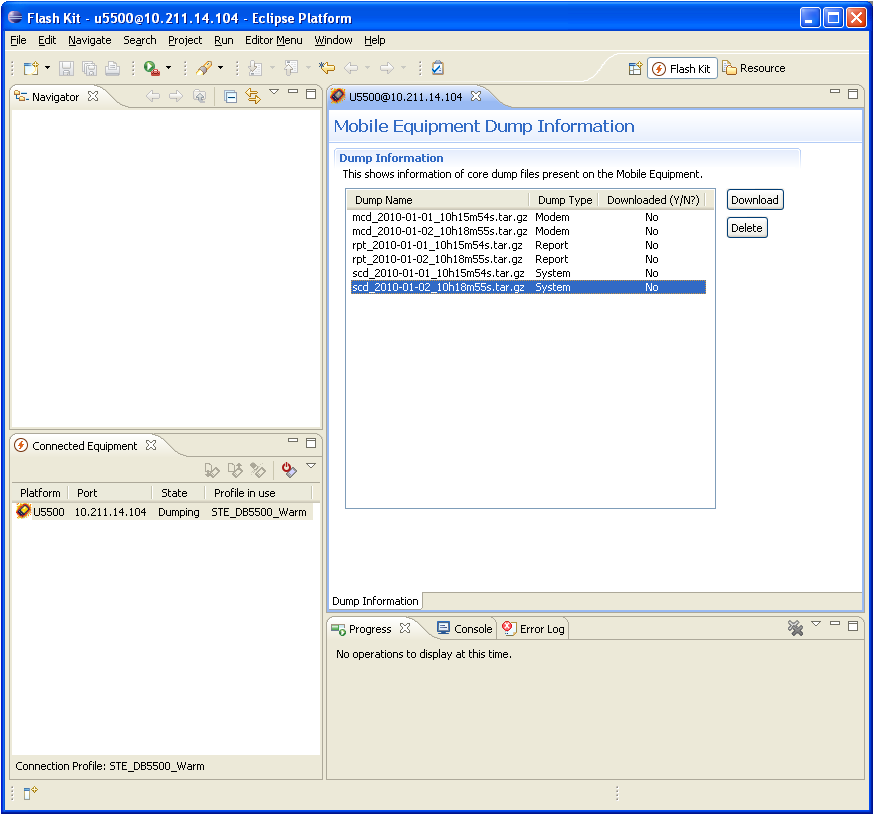 Flash Kit - u5500@10.211.14.104 - Eclipse Platform
File Edit Navigate Search Project Run Editor Menu Window Help
Flash Kit Resource
Navigator
U5500@10.211.14.104
Mobile Equipment Dump Information
Dump Information
This shows information of core dump files present on the Mobile Equipment.
Dump Name Dump Type Downloaded (Y/N?)
mcd_2010-01-01_10h15m54s.tar.gz Modem No
mcd_2010-01-02_10h18m55s.tar.gz Modem No
rpt_2010-01-01_10h15m54s.tar.gz Report No
rpt_2010-01-02_10h18m55s.tar.gz Report No
scd_2010-01-01_10h15m54s.tar.gz System No
scd_2010-01-02_10h18m55s.tar.gz System No
Download
Delete
Dump Information
Connected Equipment
Platform Port State Profile in use
U5500 10.211.14.104 Dumping STE_DB5500_Warm
Connection Profile: STE_DB5500_Warm
Progress Console Error Log
No operations to display at this time.